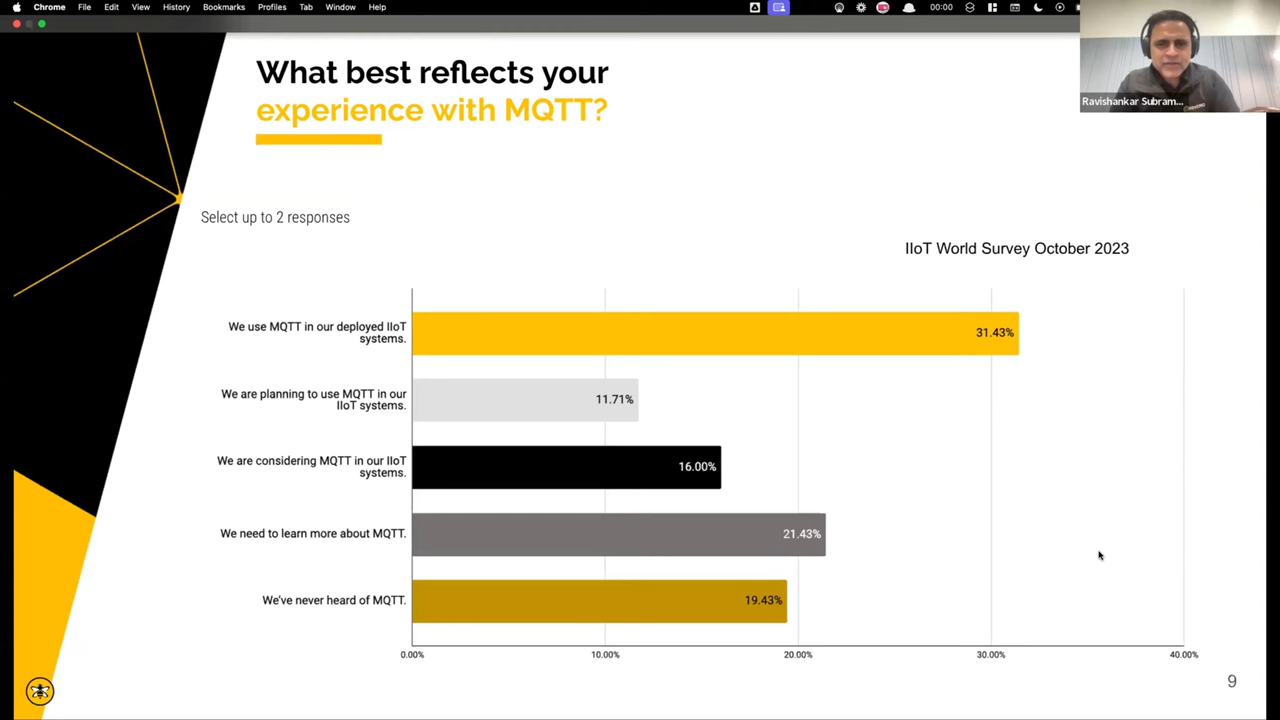 Chrome File Edit View History Bookmarks Profiles Tab Window Help 00:00
What best reflects your
experience with MQTT?
Ravishankar Subram...
Select up to 2 responses
IIoT World Survey October 2023
We use MQTT in our deployed IIoT
systems.
31.43%
We are planning to use MQTT in our
IIoT systems.
11.71%
We are considering MQTT in our IIoT
systems.
16.00%
We need to learn more about MQTT.
21.43%
We've never heard of MQTT.
19.43%
0.00% 10.00% 20.00% 30.00% 40.00%
9